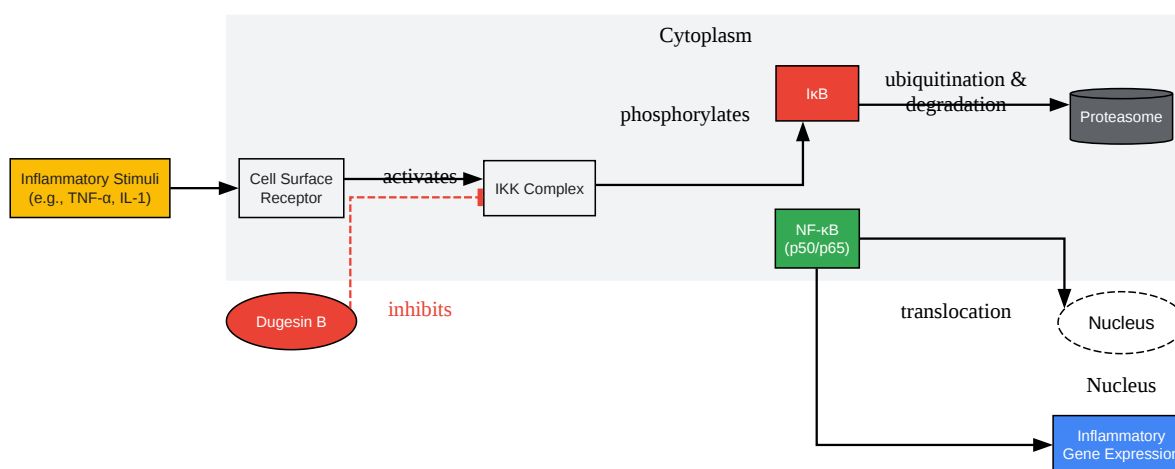 Cytoplasm
ubiquitination &
degradation
IκB
phosphorylates
Proteasome
Inflammatory Stimuli
(e.g., TNF-α, IL-1)
Cell Surface
Receptor
activates
IKK Complex
NF-κB
(p50/p65)
inhibits
translocation
Dugesin B
Nucleus
Nucleus
Inflammatory
Gene Expression